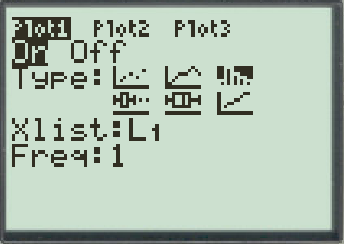 Plot1 Plot2 Plot3
On Off
Type:
Xlist:L₁
Freq:1